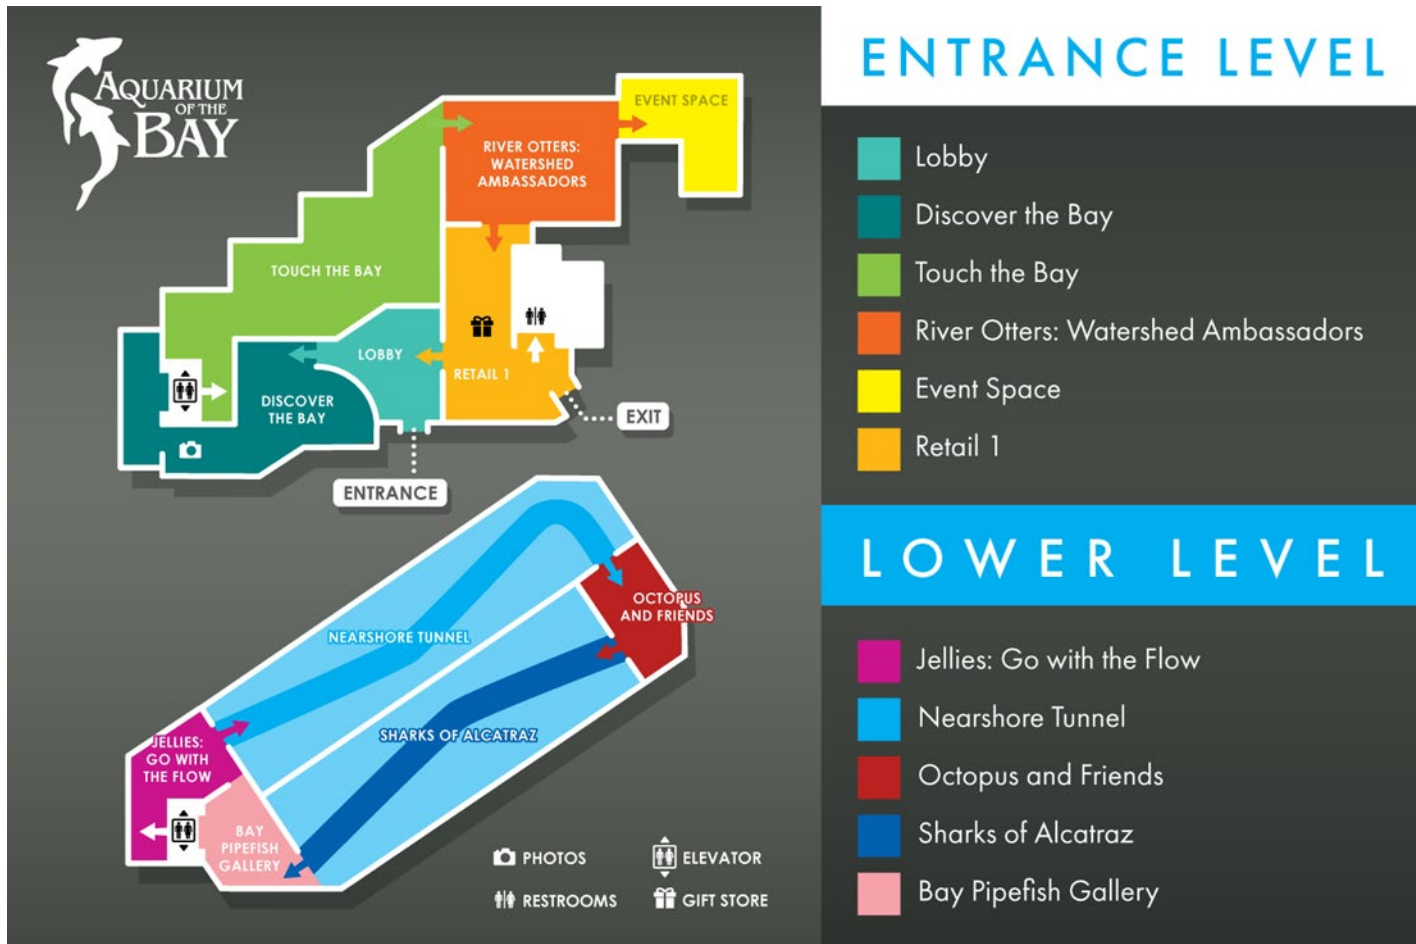 AQUARIUM
OF THE
BAY
EVENT SPACE
RIVER OTTERS:
WATERSHED
AMBASSADORS
TOUCH THE BAY
LOBBY
RETAIL 1
DISCOVER
THE BAY
EXIT
ENTRANCE
OCTOPUS
AND FRIENDS
NEARSHORE TUNNEL
SHARKS OF ALCATRAZ
JELLIES:
GO WITH
THE FLOW
BAY
PIPEFISH
GALLERY
PHOTOS
ELEVATOR
RESTROOMS
GIFT STORE
ENTRANCE LEVEL
Lobby
Discover the Bay
Touch the Bay
River Otters: Watershed Ambassadors
Event Space
Retail 1
LOWER LEVEL
Jellies: Go with the Flow
Nearshore Tunnel
Octopus and Friends
Sharks of Alcatraz
Bay Pipefish Gallery